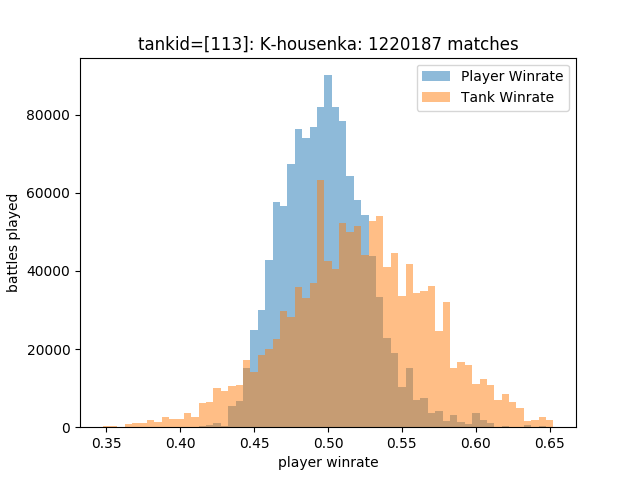 tankid=[113]: K-housenka: 1220187 matches
Player Winrate
Tank Winrate
battles played
80000
60000
40000
20000
0
0.35 0.40 0.45 0.50 0.55 0.60 0.65
player winrate